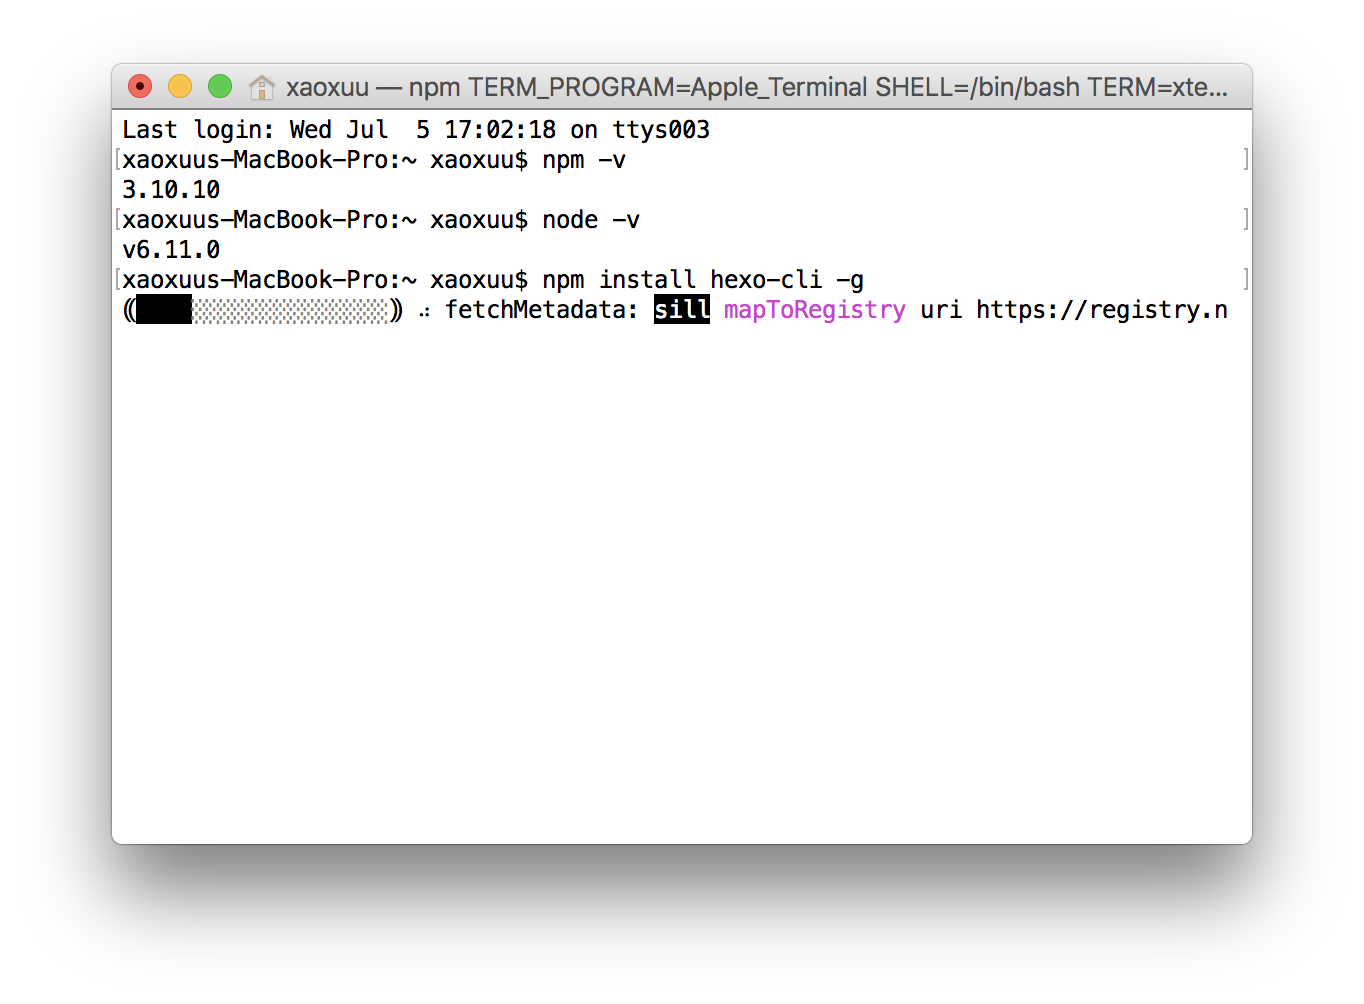 xaoxuu — npm TERM_PROGRAM=Apple_Terminal SHELL=/bin/bash TERM=xte...
Last login: Wed Jul  5 17:02:18 on ttys003
[xaoxuus-MacBook-Pro:~ xaoxuu$ npm -v ]
3.10.10
[xaoxuus-MacBook-Pro:~ xaoxuu$ node -v ]
v6.11.0
[xaoxuus-MacBook-Pro:~ xaoxuu$ npm install hexo-cli -g ]
((████░░░░░░░░░░░░░░)) ⠴ fetchMetadata: sill mapToRegistry uri https://registry.n